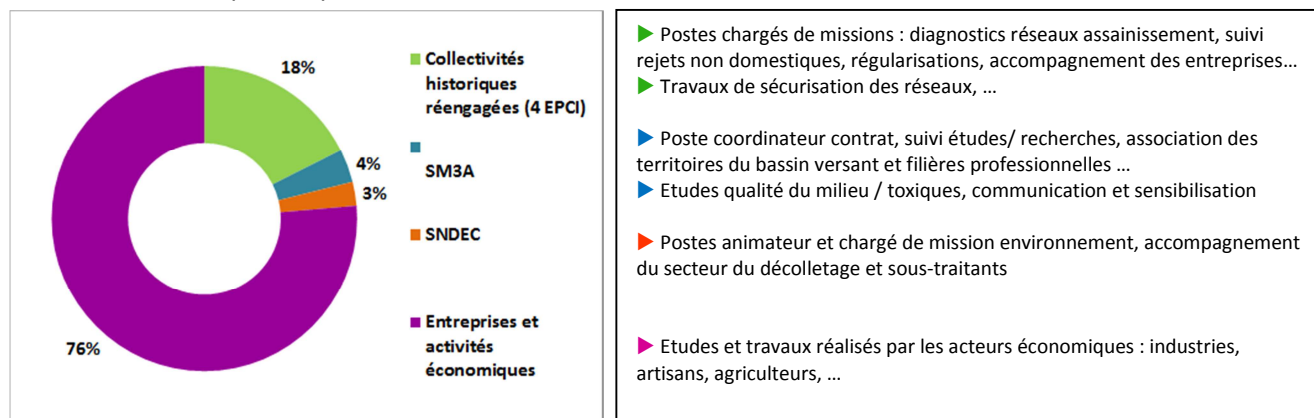 18%
4%
3%
76%
Collectivités
historiques
réengagées (4 EPCI)
SM3A
SNDEC
Entreprises et
activités
économiques
▶ Postes chargés de missions : diagnostics réseaux assainissement, suivi
rejets non domestiques, régularisations, accompagnement des entreprises…
▶ Travaux de sécurisation des réseaux, …
▶ Poste coordinateur contrat, suivi études/ recherches, association des
territoires du bassin versant et filières professionnelles …
▶ Etudes qualité du milieu / toxiques, communication et sensibilisation
▶ Postes animateur et chargé de mission environnement, accompagnement
du secteur du décolletage et sous-traitants
▶ Etudes et travaux réalisés par les acteurs économiques : industries,
artisans, agriculteurs, …